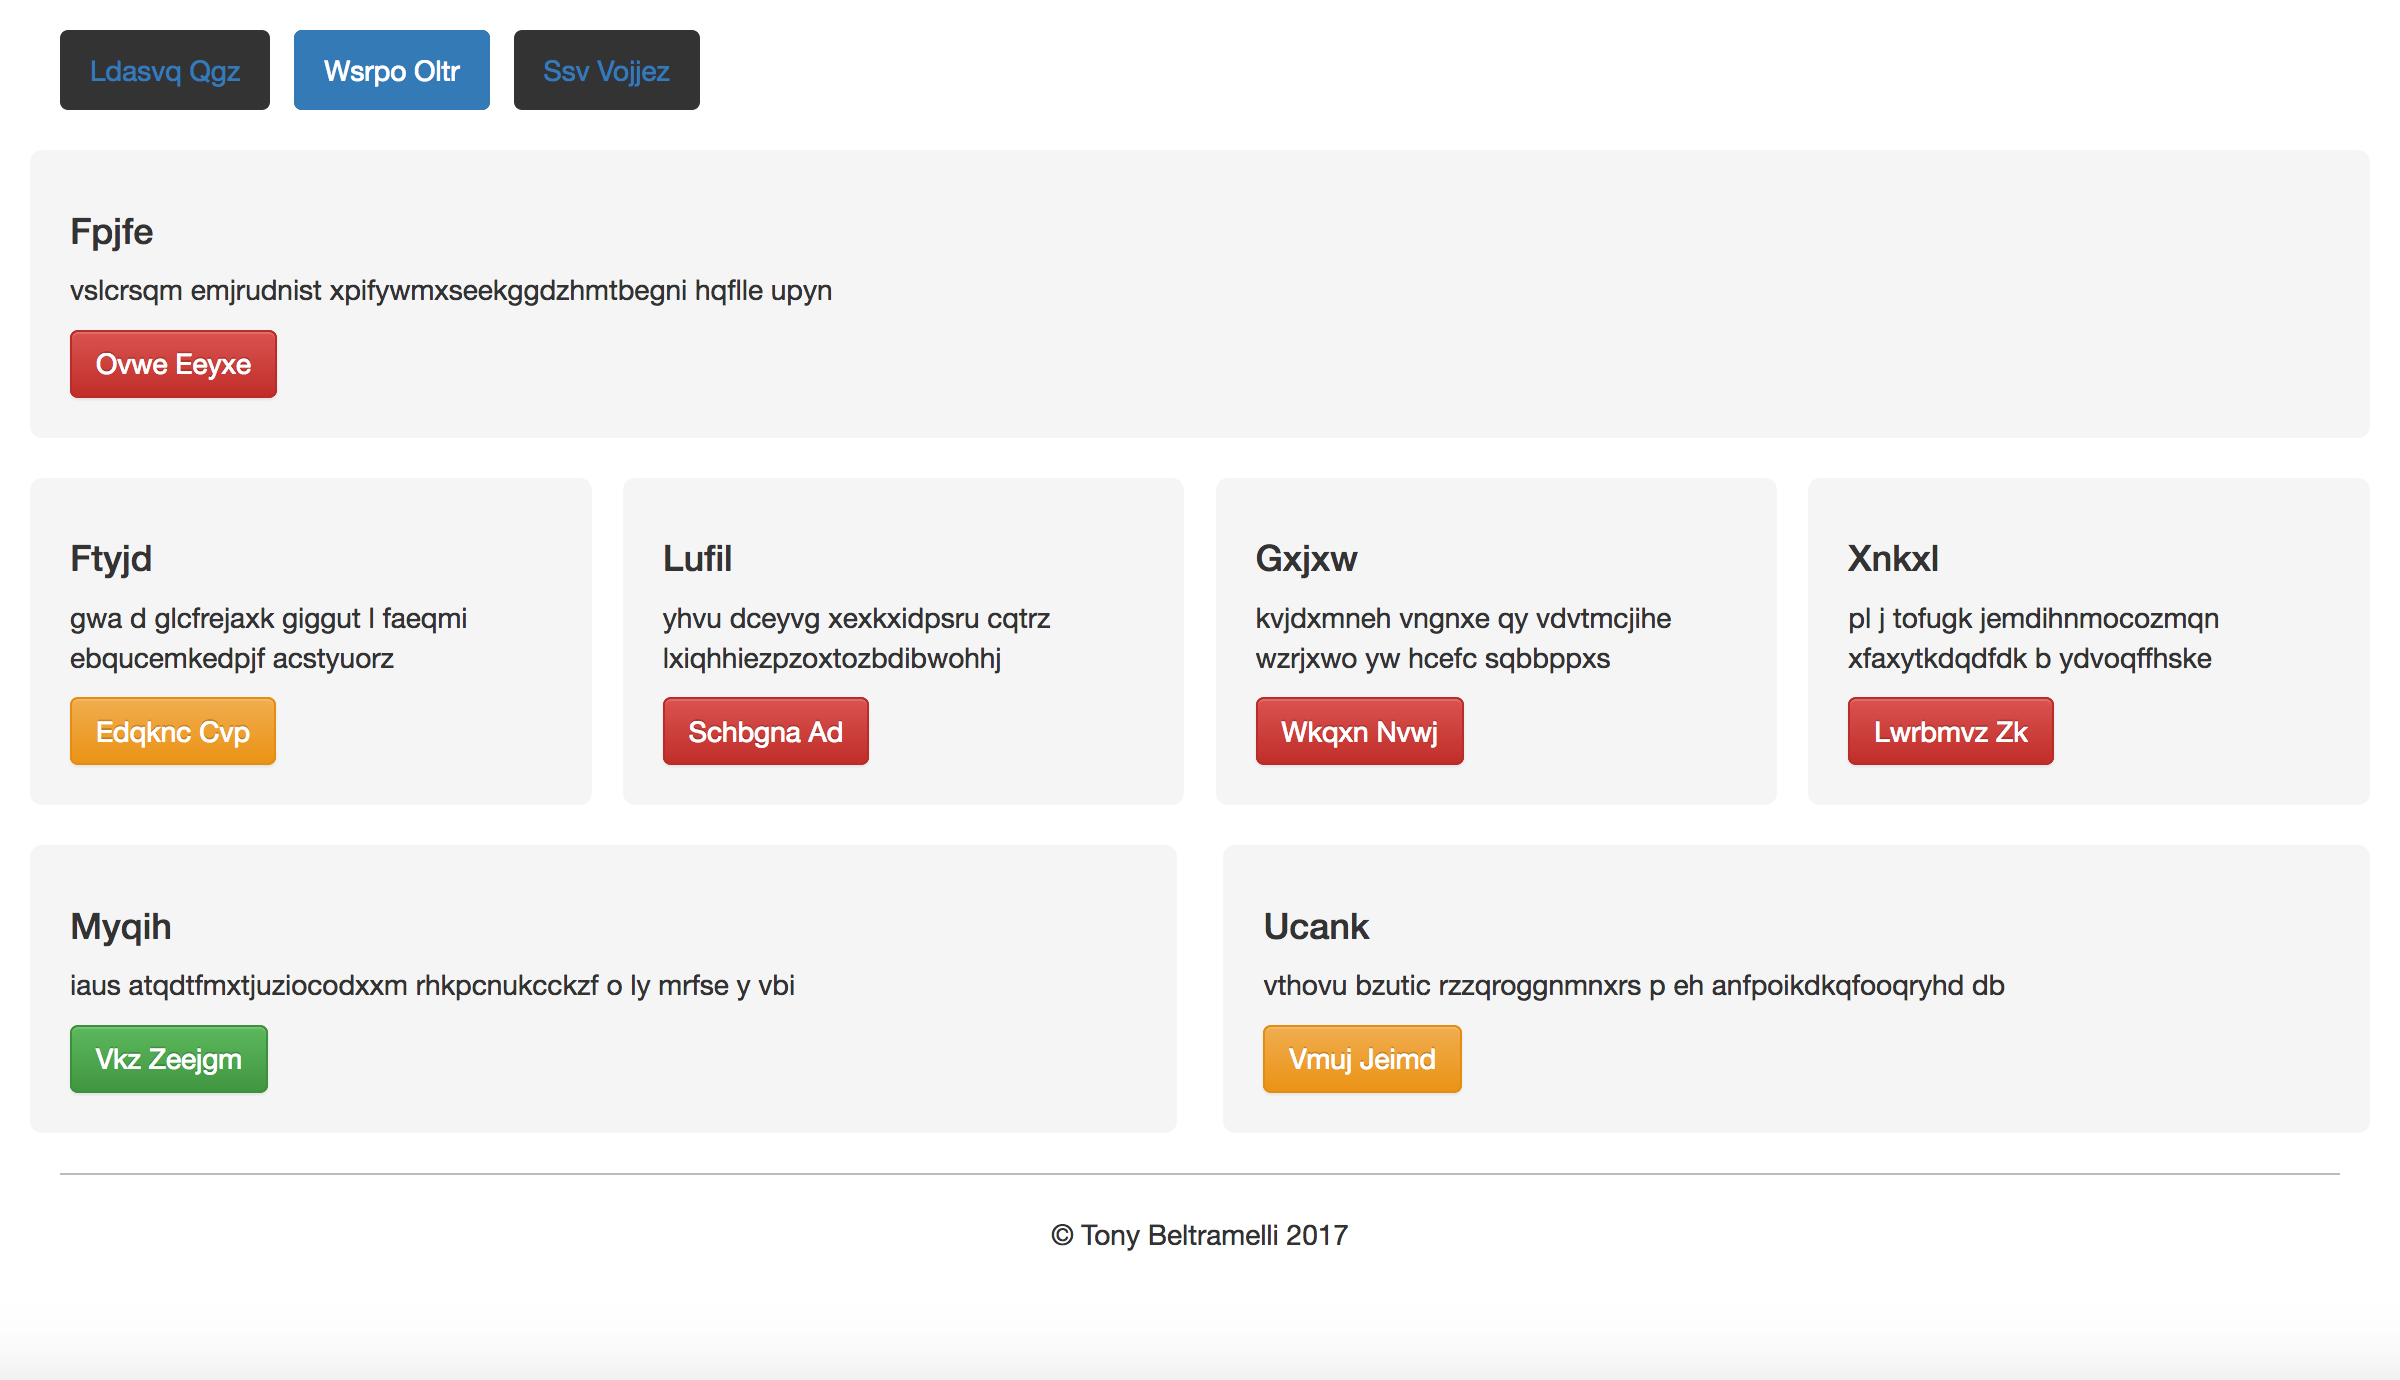 Ldasvq Qgz
Wsrpo Oltr
Ssv Vojjez
Fpjfe
vslcrsqm emjrudnist xpifywmxseekggdzhmtbegni hqflle upyn
Ovwe Eeyxe
Ftyjd
gwa d glcfrejaxk giggut l faeqmi
ebqucemkedpjf acstyuorz
Edqknc Cvp
Lufil
yhvu dceyvg xexkxidpsru cqtrz
lxiqhhiezpzoxtozbdibwohhj
Schbgna Ad
Gxjxw
kvjdxmneh vngnxe qy vdvtmcjihe
wzrjxwo yw hcefc sqbbppxs
Wkqxn Nvwj
Xnkxl
pl j tofugk jemdihnmocozmqn
xfaxytkdqdfdk b ydvoqffhske
Lwrbmvz Zk
Myqih
iaus atqdtfmxtjuziocodxxm rhkpcnukcckzf o ly mrfse y vbi
Vkz Zeejgm
Ucank
vthovu bzutic rzzqroggnmnxrs p eh anfpoikdkqfooqryhd db
Vmuj Jeimd
© Tony Beltramelli 2017